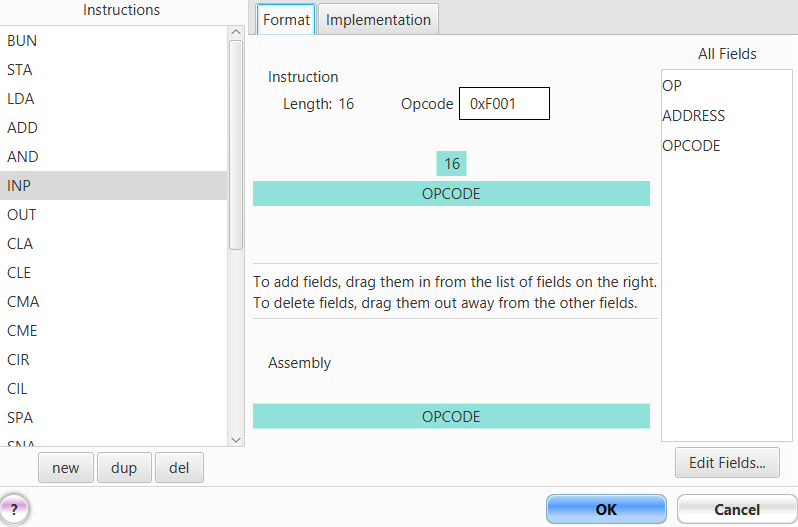 Instructions
BUN
STA
LDA
ADD
AND
INP
OUT
CLA
CLE
CMA
CME
CIR
CIL
SPA
SNA
new dup del
Format Implementation
Instruction
Length: 16 Opcode 0xF001
16
OPCODE
To add fields, drag them in from the list of fields on the right.
To delete fields, drag them out away from the other fields.
Assembly
OPCODE
All Fields
OP
ADDRESS
OPCODE
Edit Fields...
? OK Cancel